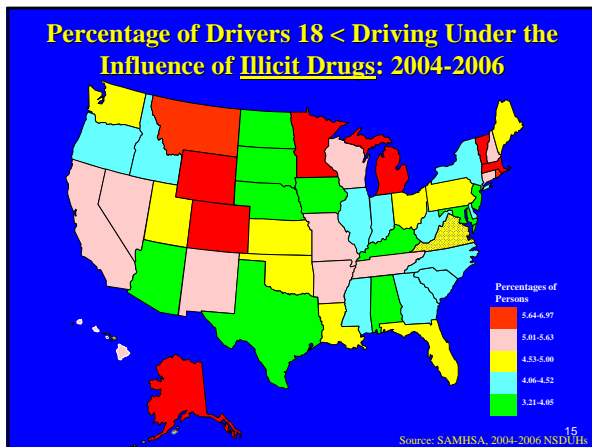 Percentage of Drivers 18 < Driving Under the
Influence of Illicit Drugs: 2004-2006
Percentages of
Persons
5.64-6.97
5.01-5.63
4.53-5.00
4.06-4.52
3.21-4.05
15
Source: SAMHSA, 2004-2006 NSDUHs